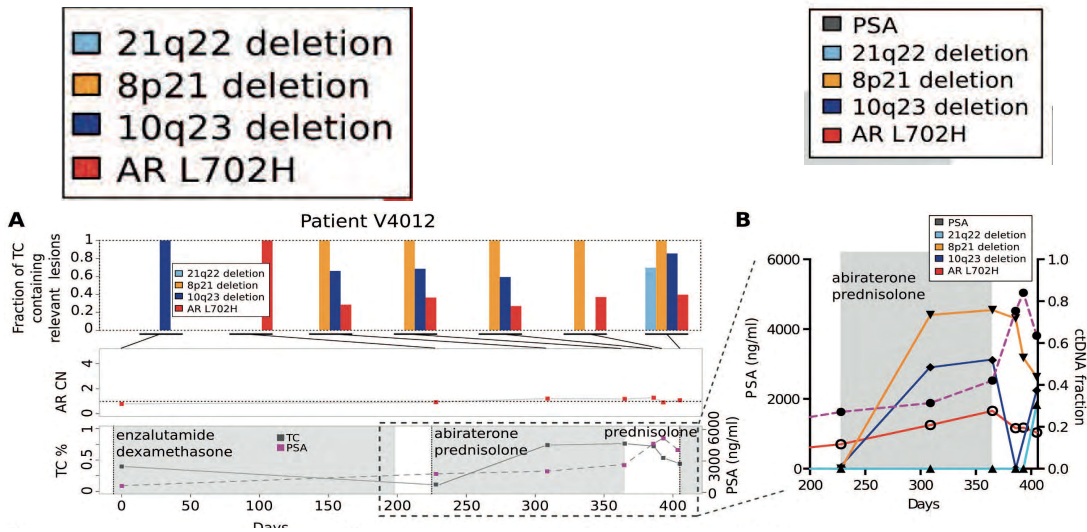 21q22 deletion
8p21 deletion
10q23 deletion
AR L702H
PSA
21q22 deletion
8p21 deletion
10q23 deletion
AR L702H
A
Patient V4012
Fraction of TC
containing
relevant lesions
1
0.8
0.6
0.4
0.2
0
21q22 deletion
8p21 deletion
10q23 deletion
AR L702H
AR CN
4
2
0
TC %
1
0.5
0
enzalutamide
dexamethasone
TC
PSA
abiraterone
prednisolone
prednisolone
6000
3000
0
PSA (ng/ml)
0
50
100
150
200
250
300
350
400
Days
B
PSA
21q22 deletion
8p21 deletion
10q23 deletion
AR L702H
abiraterone
prednisolone
PSA (ng/ml)
6000
4000
2000
0
1.0
0.8
0.6
0.4
0.2
0.0
ctDNA fraction
200
250
300
350
400
Days